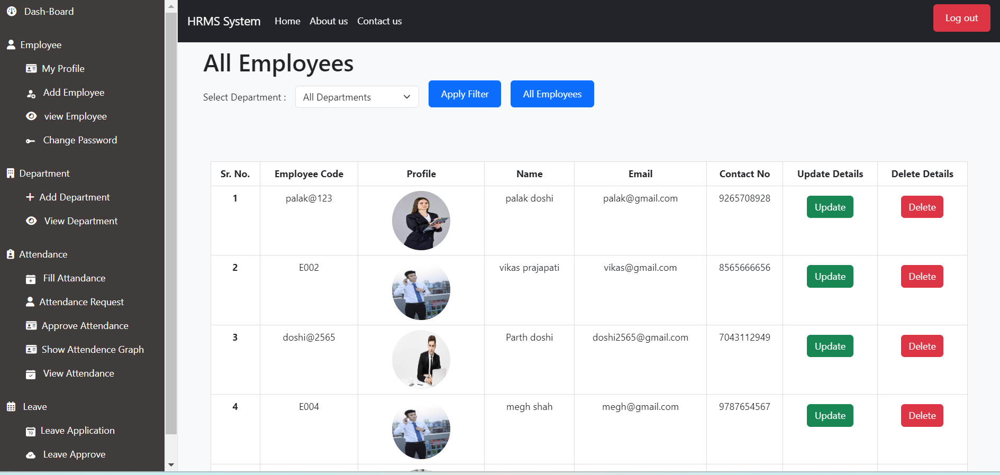 Dash-Board
Employee
My Profile
Add Employee
view Employee
Change Password
Department
Add Department
View Department
Attendance
Fill Attandance
Attendance Request
Approve Attendance
Show Attendence Graph
View Attendance
Leave
19
Leave Application
Leave Approve
HRMS System Home About us Contact us Log out
All Employees
Select Department : All Departments Apply Filter All Employees
Sr. No. Employee Code Profile Name Email Contact No Update Details Delete Details
1 palak@123 palak doshi palak@gmail.com 9265708928 Update Delete
2 E002 vikas prajapati vikas@gmail.com 8565666656 Update Delete
3 doshi@2565 Parth doshi doshi2565@gmail.com 7043112949 Update Delete
4 E004 megh shah megh@gmail.com 9787654567 Update Delete